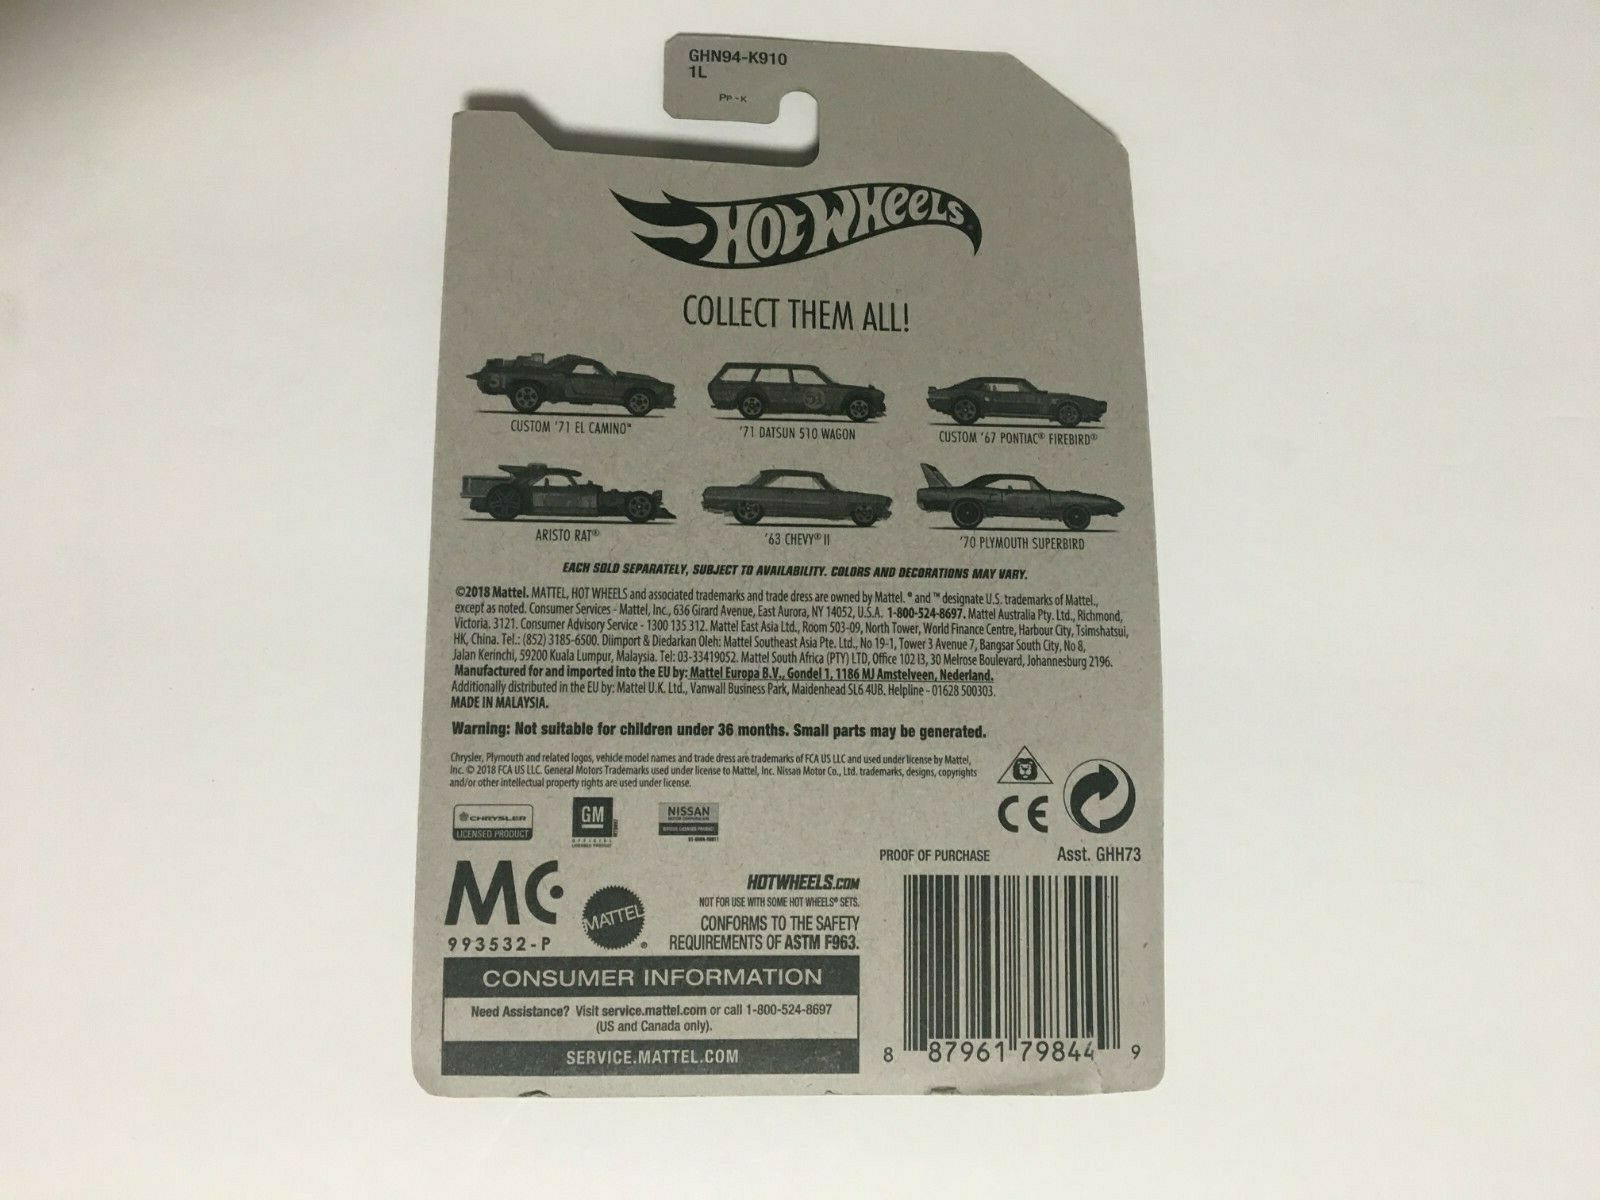 GHN94-K910
1L
PP-K
HOT WHEELS
COLLECT THEM ALL!
51
51
CUSTOM '71 EL CAMINO™
'71 DATSUN 510 WAGON
CUSTOM '67 PONTIAC® FIREBIRD®
ARISTO RAT®
'63 CHEVY® II
'70 PLYMOUTH SUPERBIRD
EACH SOLD SEPARATELY, SUBJECT TO AVAILABILITY. COLORS AND DECORATIONS MAY VARY.
©2018 Mattel. MATTEL, HOT WHEELS and associated trademarks and trade dress are owned by Mattel. ® and ™ designate U.S. trademarks of Mattel.,
except as noted. Consumer Services - Mattel, Inc., 636 Girard Avenue, East Aurora, NY 14052, U.S.A. 1-800-524-8697. Mattel Australia Pty. Ltd., Richmond,
Victoria. 3121. Consumer Advisory Service - 1300 135 312. Mattel East Asia Ltd., Room 503-09, North Tower, World Finance Centre, Harbour City, Tsimshatsui,
HK, China. Tel.: (852) 3185-6500. Diimport & Diedarkan Oleh: Mattel Southeast Asia Pte. Ltd., No 19-1, Tower 3 Avenue 7, Bangsar South City, No 8,
Jalan Kerinchi, 59200 Kuala Lumpur, Malaysia. Tel: 03-33419052. Mattel South Africa (PTY) LTD, Office 102 I3, 30 Melrose Boulevard, Johannesburg 2196.
Manufactured for and imported into the EU by: Mattel Europa B.V., Gondel 1, 1186 MJ Amstelveen, Nederland.
Additionally distributed in the EU by: Mattel U.K. Ltd., Vanwall Business Park, Maidenhead SL6 4UB. Helpline - 01628 500303.
MADE IN MALAYSIA.
Warning: Not suitable for children under 36 months. Small parts may be generated.
Chrysler, Plymouth and related logos, vehicle model names and trade dress are trademarks of FCA US LLC and used under license by Mattel,
Inc. © 2018 FCA US LLC. General Motors Trademarks used under license to Mattel, Inc. Nissan Motor Co., Ltd. trademarks, designs, copyrights
and/or other intellectual property rights are used under license.
CHRYSLER
LICENSED PRODUCT
GM
OFFICIAL
LICENSED PRODUCT
NISSAN
MOTOR CORPORATION
OFFICIAL LICENSED PRODUCT
CE
PROOF OF PURCHASE
Asst. GHH73
MC
993532-P
MATTEL®
HOTWHEELS.COM
NOT FOR USE WITH SOME HOT WHEELS® SETS.
CONFORMS TO THE SAFETY
REQUIREMENTS OF ASTM F963.
CONSUMER INFORMATION
Need Assistance? Visit service.mattel.com or call 1-800-524-8697
(US and Canada only).
SERVICE.MATTEL.COM
8 87961 79844 9